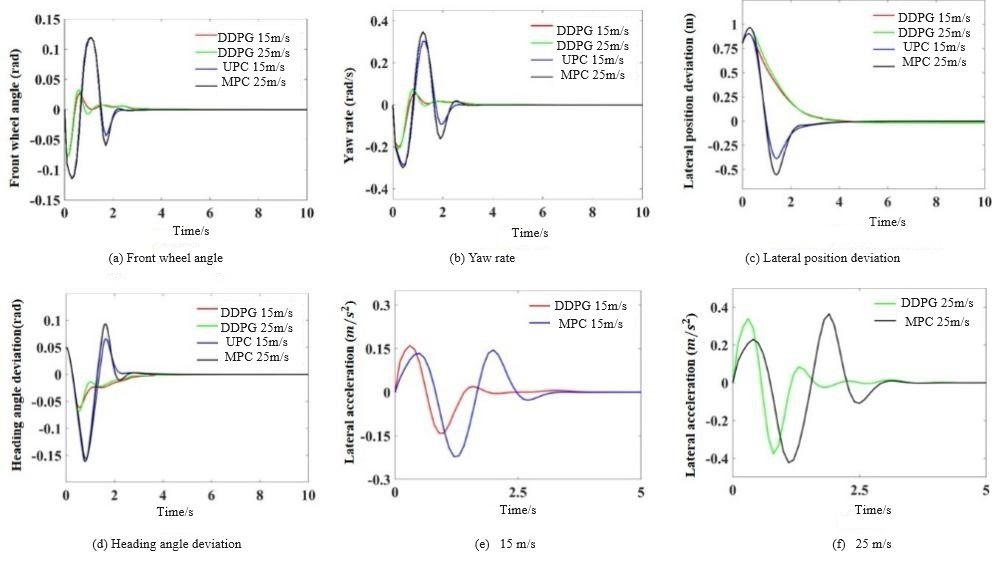 0.15
0.1
0.05
0
-0.05
-0.1
-0.15
Front wheel angle (rad)
DDPG 15m/s
DDPG 25m/s
UPC 15m/s
MPC 25m/s
0 2 4 6 8 10
Time/s
(a) Front wheel angle
0.4
0.2
0
-0.2
-0.4
Yaw rate (rad/s)
DDPG 15m/s
DDPG 25m/s
UPC 15m/s
MPC 25m/s
0 2 4 6 8 10
Time/s
(b) Yaw rate
1
0.75
0.5
0.25
0
-0.25
-0.5
Lateral position deviation (m)
DDPG 15m/s
DDPG 25m/s
UPC 15m/s
MPC 25m/s
0 2 4 6 8 10
Time/s
(c) Lateral position deviation
0.1
0.05
0
-0.05
-0.1
-0.15
Heading angle deviation(rad)
DDPG 15m/s
DDPG 25m/s
UPC 15m/s
MPC 25m/s
0 2 4 6 8 10
Time/s
(d) Heading angle deviation
0.3
0.15
0
-0.15
-0.3
Lateral acceleration (m/s²)
DDPG 15m/s
MPC 15m/s
0 2.5 5
Time/s
(e) 15 m/s
0.4
0.2
0
-0.2
-0.4
Lateral acceleration (m/s²)
DDPG 25m/s
MPC 25m/s
0 2.5 5
Time/s
(f) 25 m/s